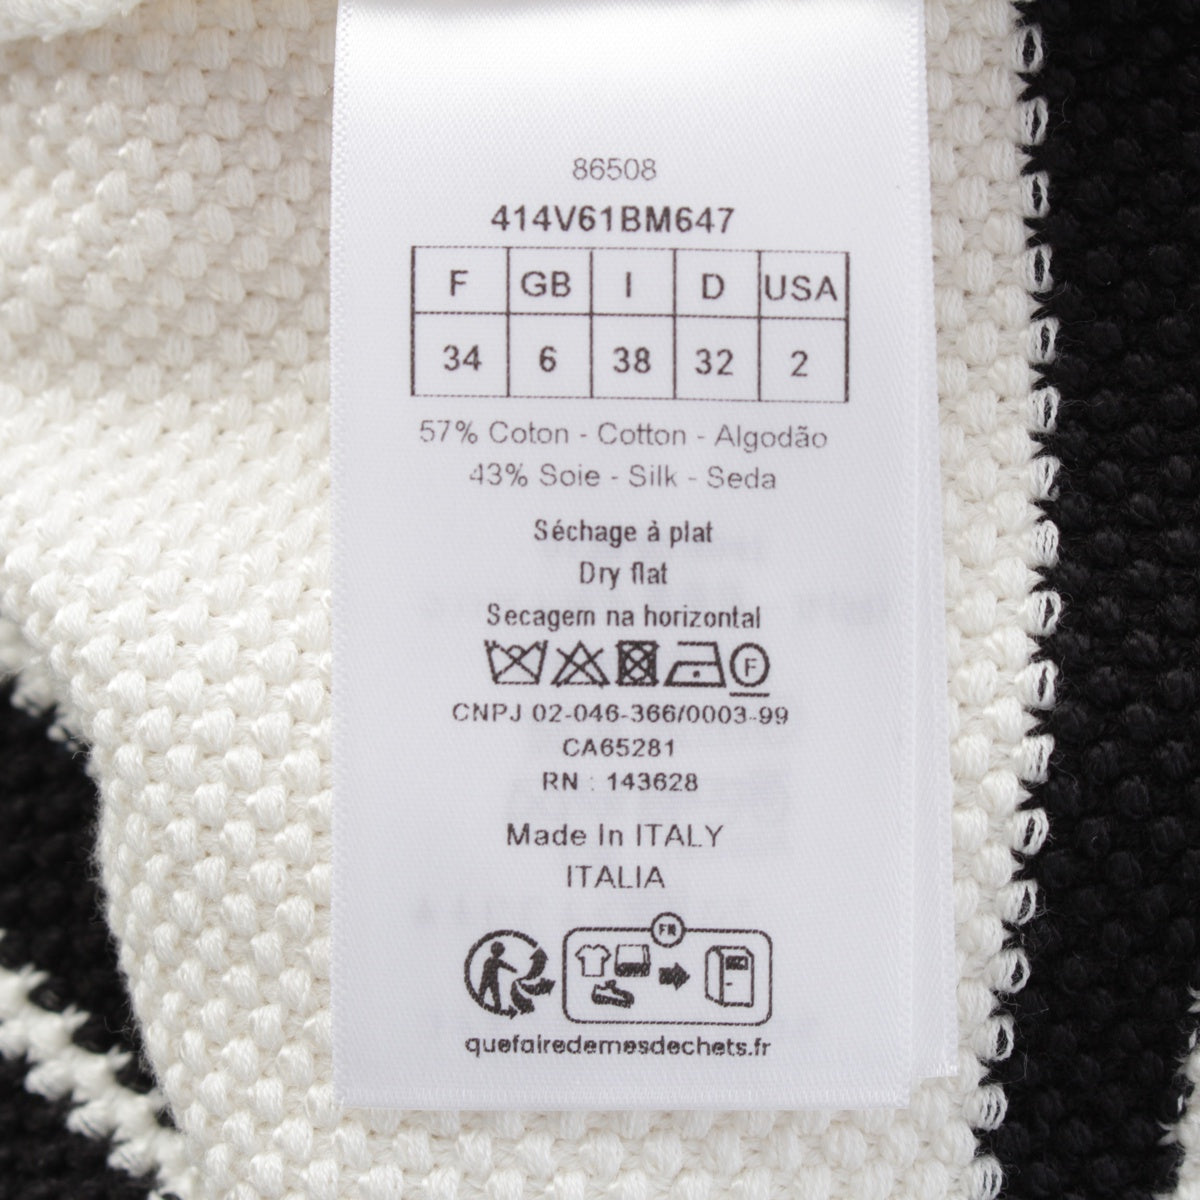 86508
414V61BM647
F GB I D USA
34 6 38 32 2
57% Coton - Cotton - Algodão
43% Soie - Silk - Seda
Séchage à plat
Dry flat
Secagem na horizontal
F
CNPJ 02-046-366/0003-99
CA65281
RN : 143628
Made In ITALY
ITALIA
FR
quefairedemesdechets.fr